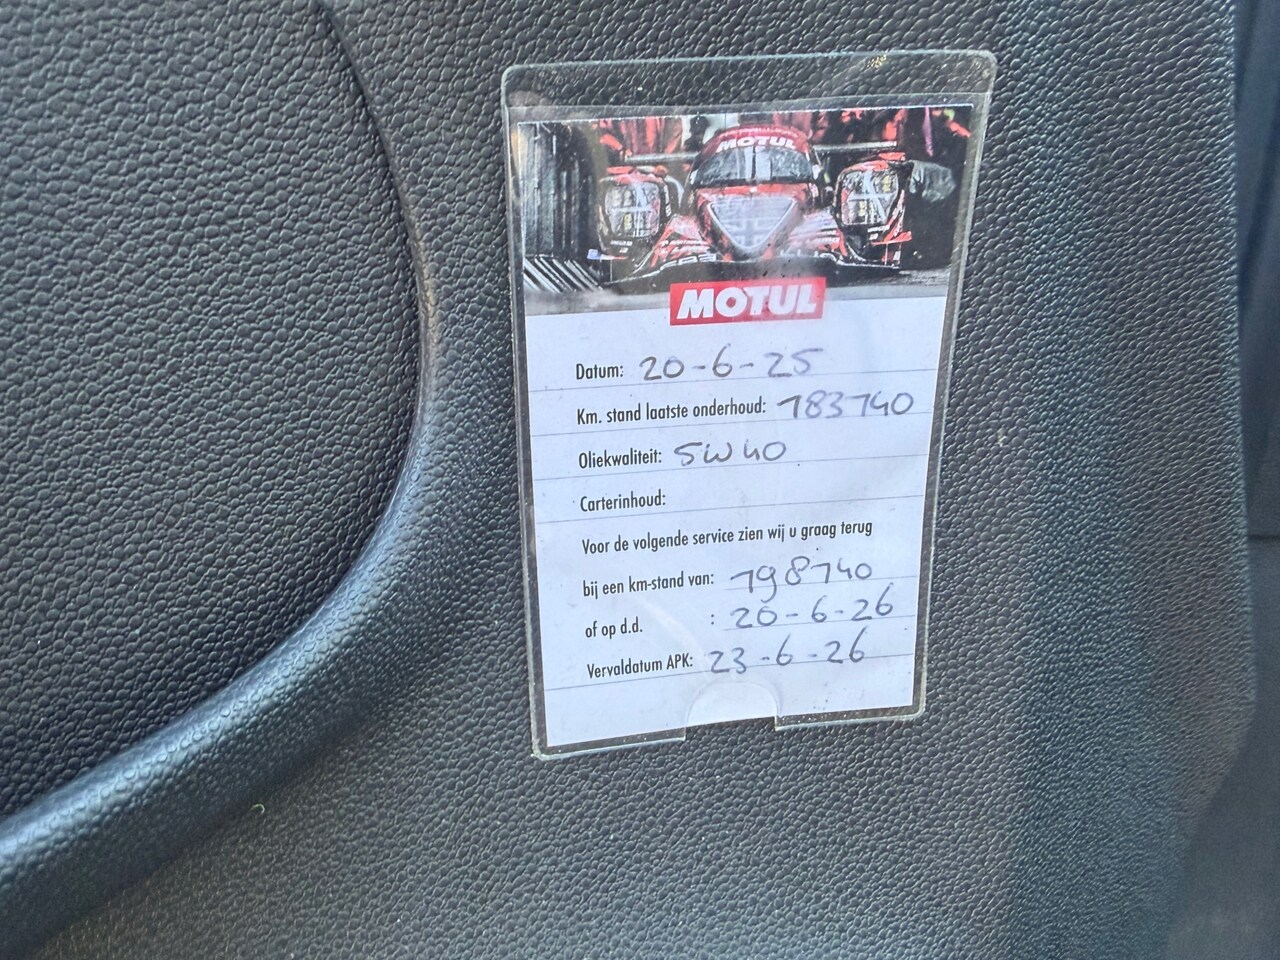 MOTUL
MOTUL
Datum: 20-6-25
Km. stand laatste onderhoud: 183740
Oliekwaliteit: 5W40
Carterinhoud:
Voor de volgende service zien wij u graag terug
bij een km-stand van: 198740
of op d.d. : 20-6-26
Vervaldatum APK: 23-6-26